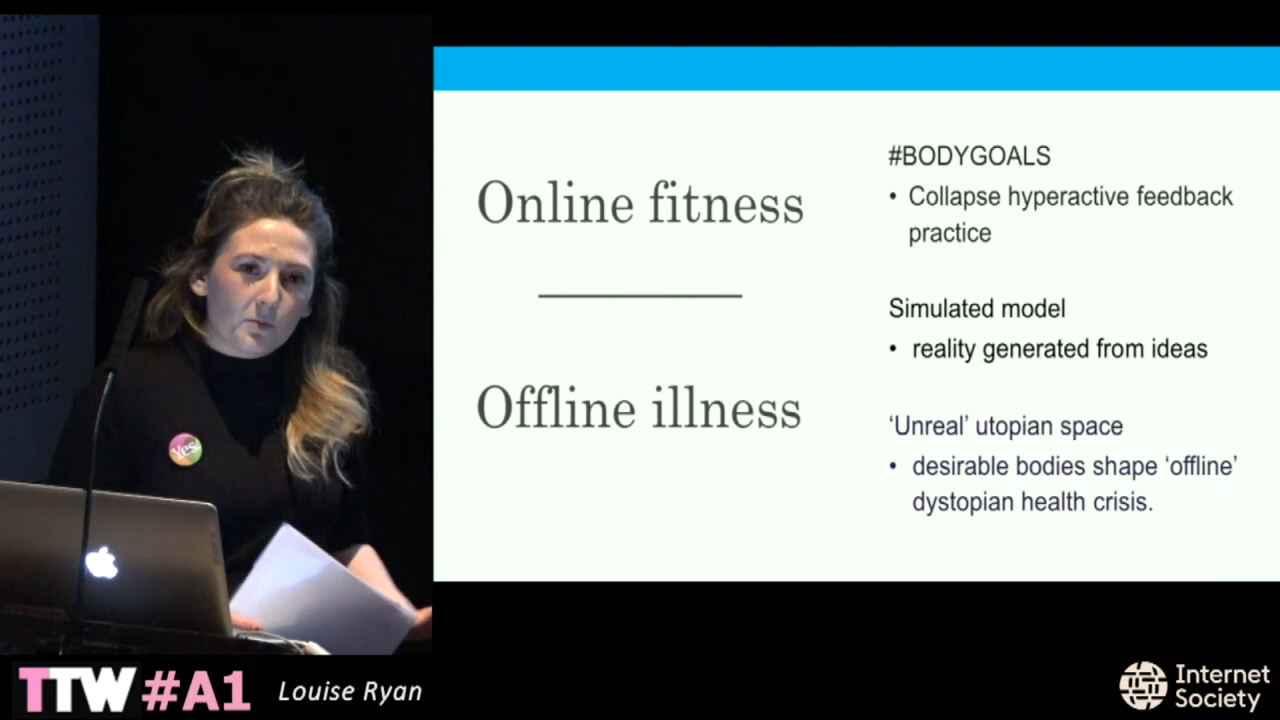 Online fitness
Offline illness
#BODYGOALS
• Collapse hyperactive feedback
practice
Simulated model
• reality generated from ideas
‘Unreal’ utopian space
• desirable bodies shape ‘offline’
dystopian health crisis.
Yes
TTW #A1
Louise Ryan
Internet
Society